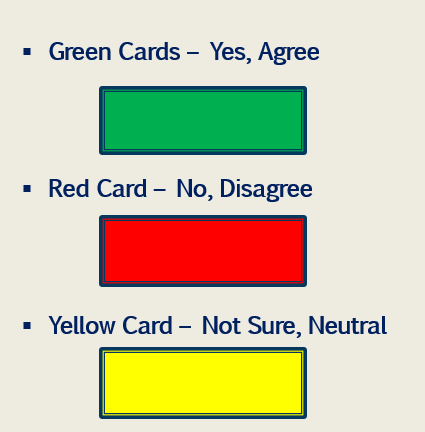 ▪ Green Cards – Yes, Agree
▪ Red Card – No, Disagree
▪ Yellow Card – Not Sure, Neutral